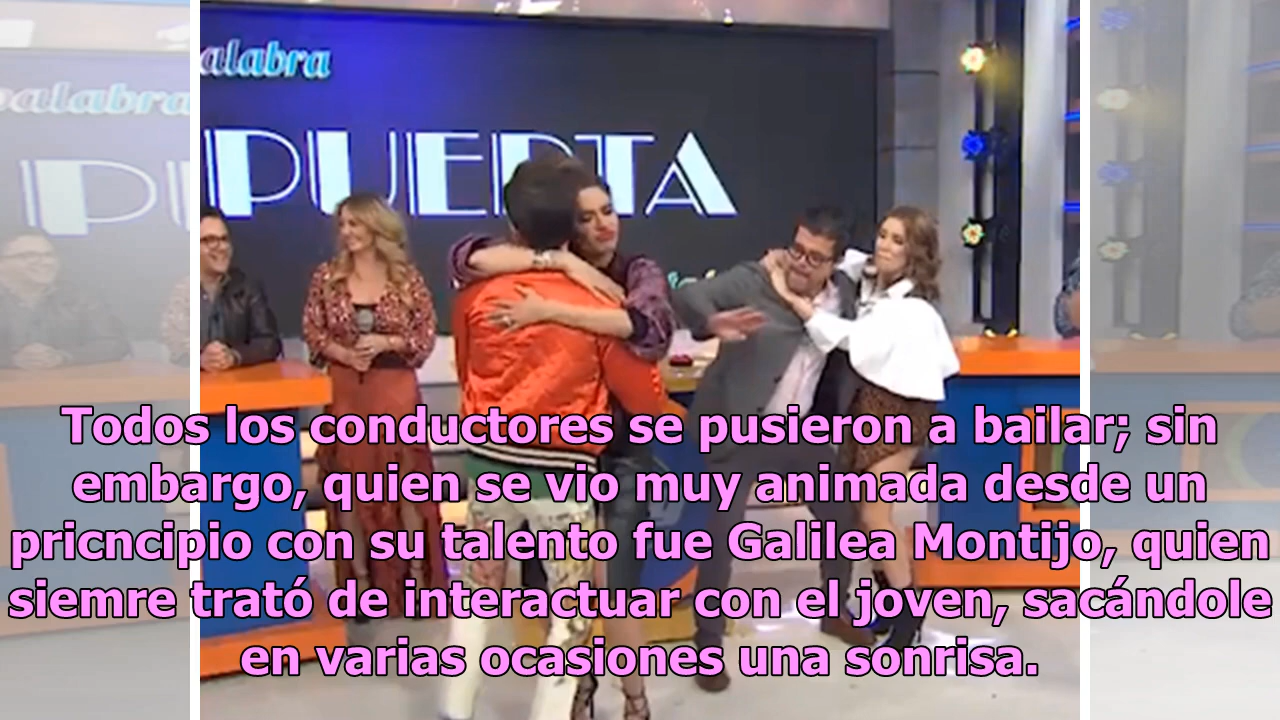 alabra
palabra
PUERTA
PU
Todos los conductores se pusieron a bailar; sin
embargo, quien se vio muy animada desde un
pricncipio con su talento fue Galilea Montijo, quien
siemre trató de interactuar con el joven, sacándole
en varias ocasiones una sonrisa.